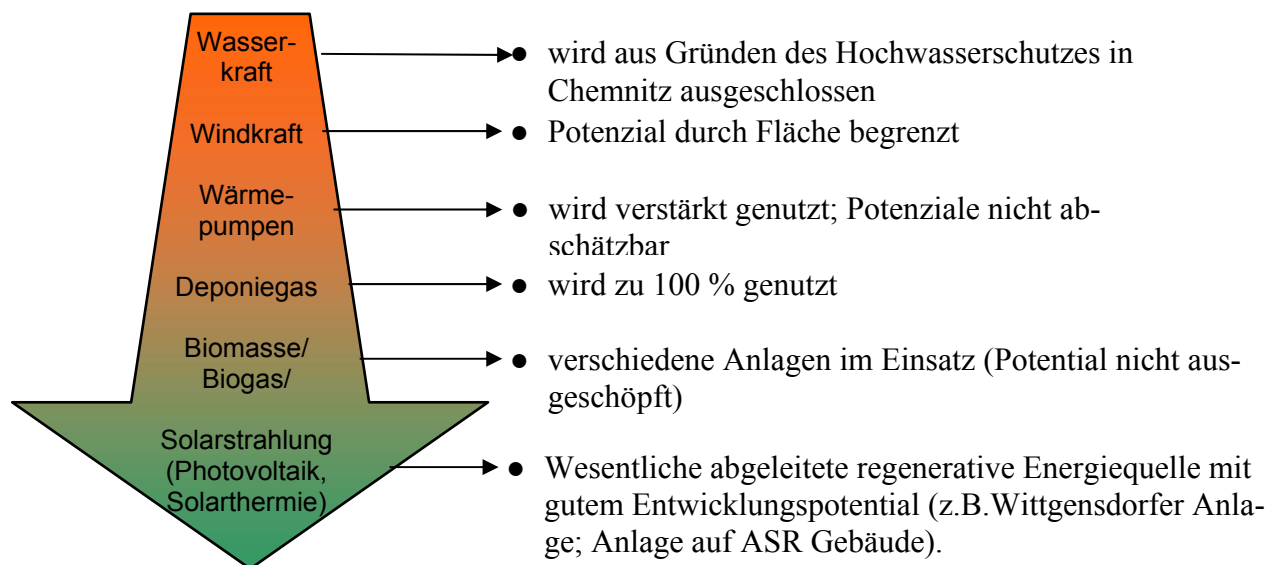 Wasser-
kraft
● wird aus Gründen des Hochwasserschutzes in
Chemnitz ausgeschlossen
Windkraft
● Potenzial durch Fläche begrenzt
Wärme-
pumpen
● wird verstärkt genutzt; Potenziale nicht ab-
schätzbar
Deponiegas
● wird zu 100 % genutzt
Biomasse/
Biogas/
● verschiedene Anlagen im Einsatz (Potential nicht aus-
geschöpft)
Solarstrahlung
(Photovoltaik,
Solarthermie)
● Wesentliche abgeleitete regenerative Energiequelle mit
gutem Entwicklungspotential (z.B.Wittgensdorfer Anla-
ge; Anlage auf ASR Gebäude).